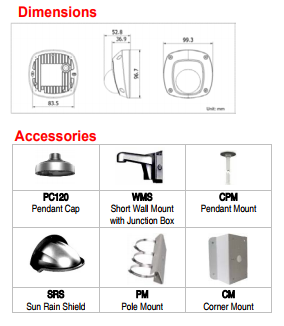 Dimensions
52.8
36.9
99.3
96.7
83.5
Unit: mm
Accessories
PC120
Pendant Cap
WMS
Short Wall Mount
with Junction Box
CPM
Pendant Mount
SRS
Sun Rain Shield
PM
Pole Mount
CM
Corner Mount